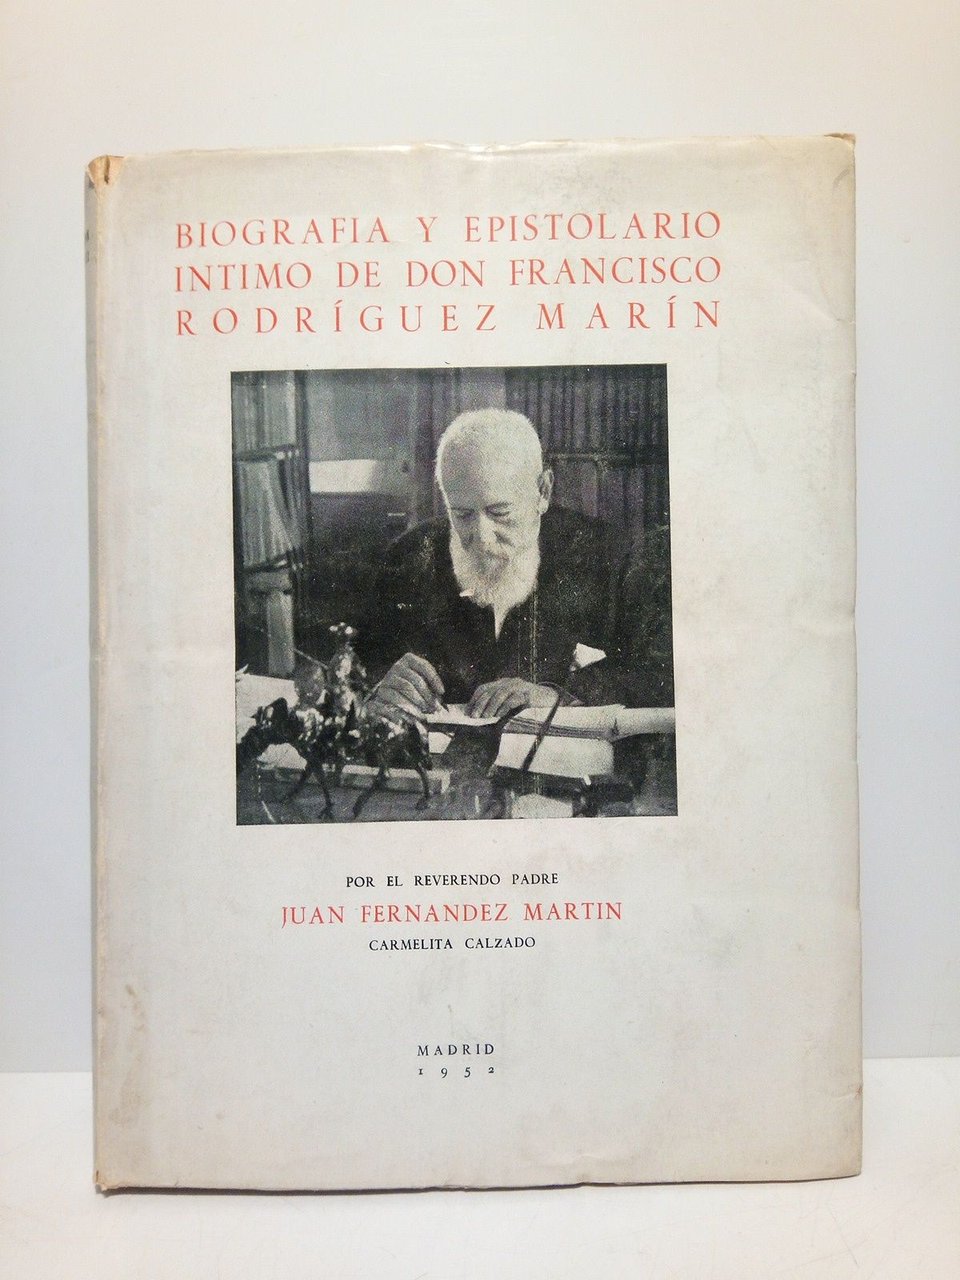 BIOGRAFIA Y EPISTOLARIO
INTIMO DE DON FRANCISCO
RODRÍGUEZ MARÍN
POR EL REVERENDO PADRE
JUAN FERNANDEZ MARTIN
CARMELITA CALZADO
MADRID
1952